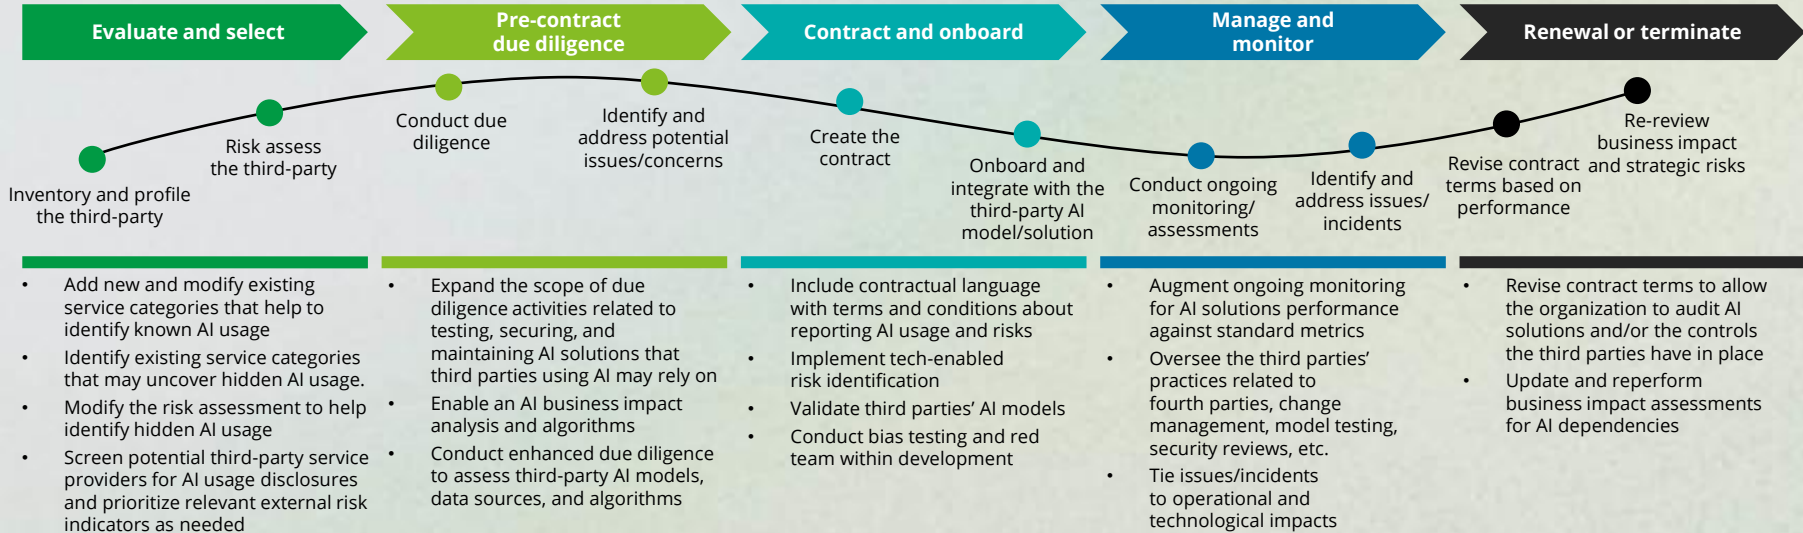 Evaluate and select
Pre-contract
due diligence
Contract and onboard
Manage and
monitor
Renewal or terminate
Inventory and profile
the third-party
Risk assess
the third-party
Conduct due
diligence
Identify and
address potential
issues/concerns
Create the
contract
Onboard and
integrate with the
third-party AI
model/solution
Conduct ongoing
monitoring/
assessments
Identify and
address issues/
incidents
Revise contract
terms based on
performance
Re-review
business impact
and strategic risks
• Add new and modify existing
service categories that help to
identify known AI usage
• Identify existing service categories
that may uncover hidden AI usage.
• Modify the risk assessment to help
identify hidden AI usage
• Screen potential third-party service
providers for AI usage disclosures
and prioritize relevant external risk
indicators as needed
• Expand the scope of due
diligence activities related to
testing, securing, and
maintaining AI solutions that
third parties using AI may rely on
• Enable an AI business impact
analysis and algorithms
• Conduct enhanced due diligence
to assess third-party AI models,
data sources, and algorithms
• Include contractual language
with terms and conditions about
reporting AI usage and risks
• Implement tech-enabled
risk identification
• Validate third parties’ AI models
• Conduct bias testing and red
team within development
• Augment ongoing monitoring
for AI solutions performance
against standard metrics
• Oversee the third parties’
practices related to
fourth parties, change
management, model testing,
security reviews, etc.
• Tie issues/incidents
to operational and
technological impacts
• Revise contract terms to allow
the organization to audit AI
solutions and/or the controls
the third parties have in place
• Update and reperform
business impact assessments
for AI dependencies